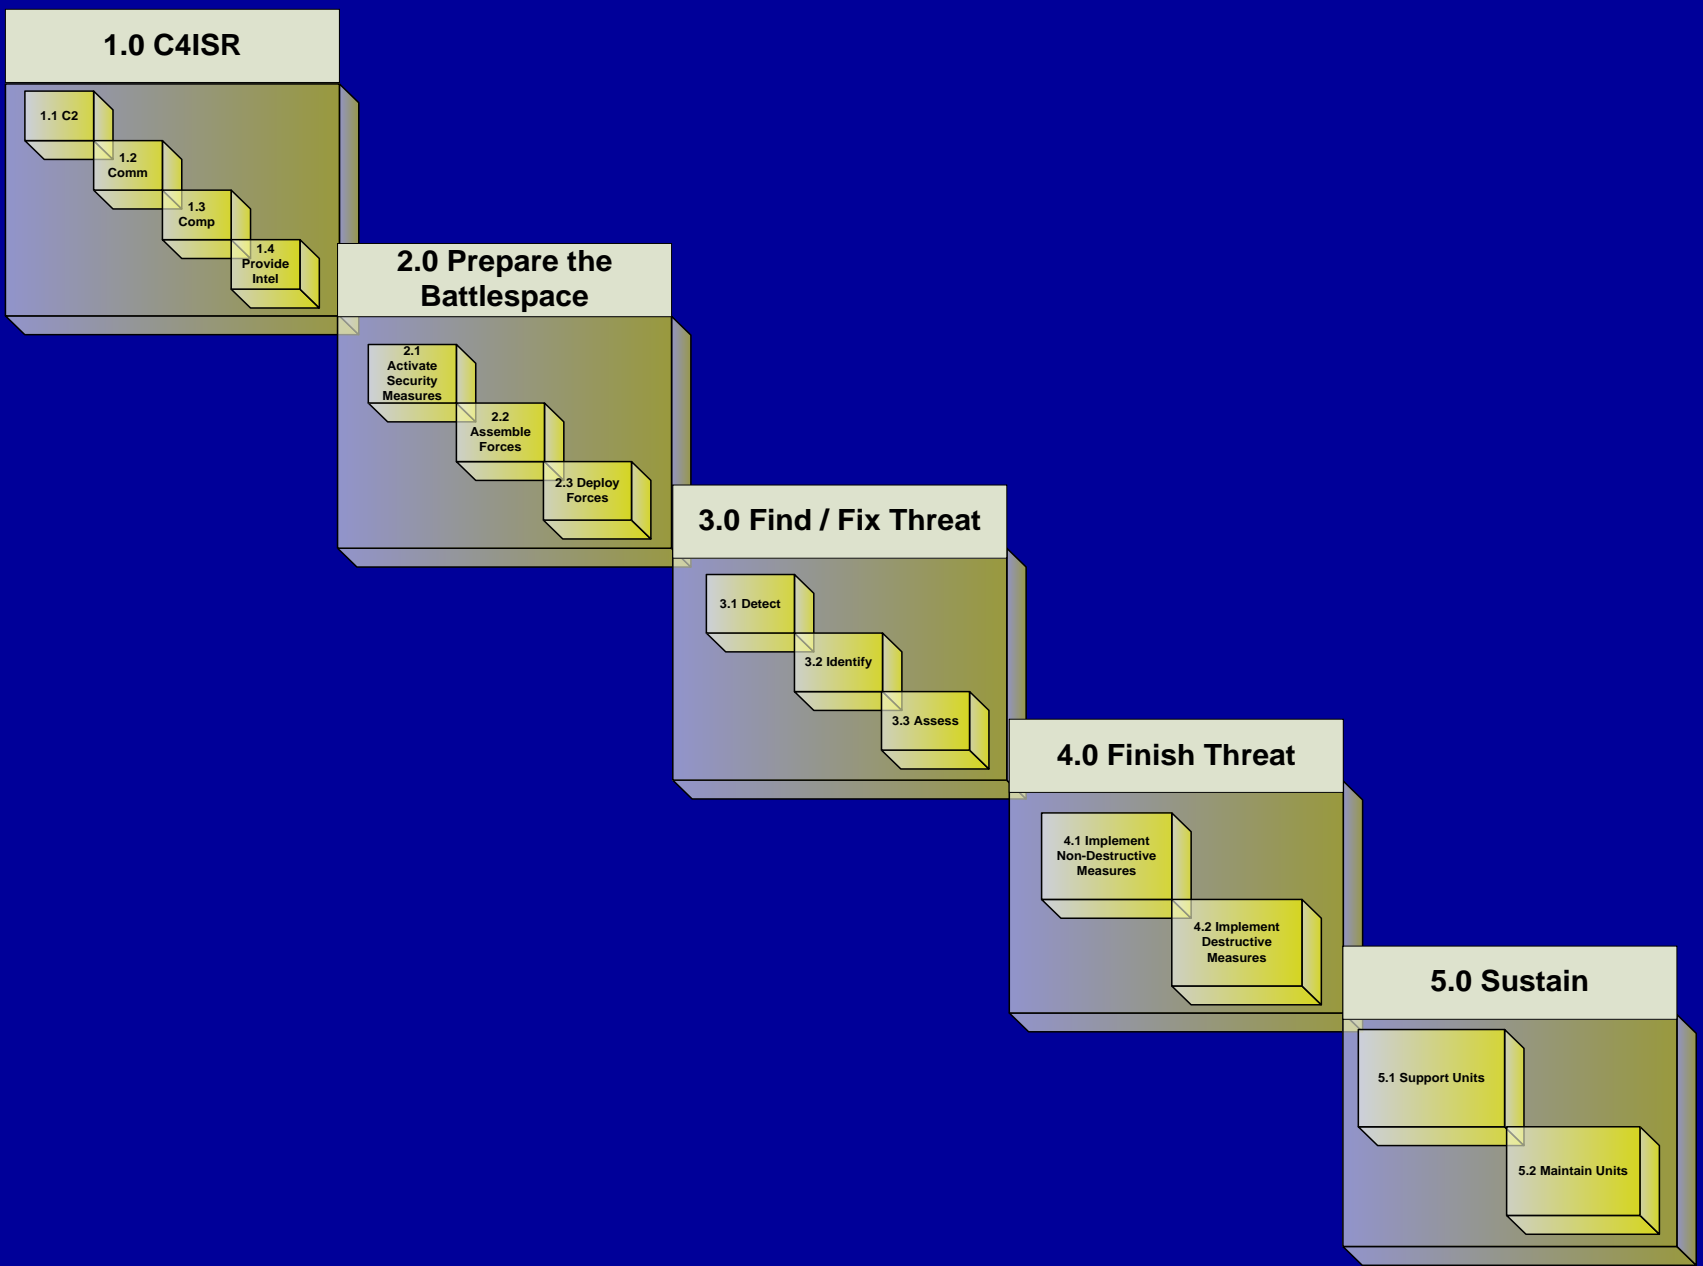 1.0 C4ISR
1.1 C2
1.2
Comm
1.3
Comp
1.4
Provide
Intel
2.0 Prepare the
Battlespace
2.1
Activate
Security
Measures
2.2
Assemble
Forces
2.3 Deploy
Forces
3.0 Find / Fix Threat
3.1 Detect
3.2 Identify
3.3 Assess
4.0 Finish Threat
4.1 Implement
Non-Destructive
Measures
4.2 Implement
Destructive
Measures
5.0 Sustain
5.1 Support Units
5.2 Maintain Units